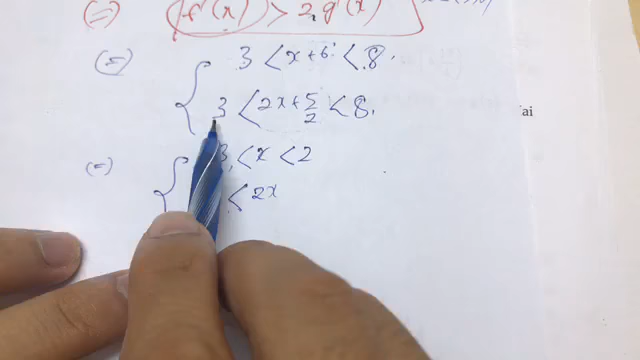 (=) f'(x) > 2g'(x)
(=) { 3 < x+6 < 8.
3 < 2x + 5/2 < 8.
(=) { 3 < x < 2
< 2x
ai